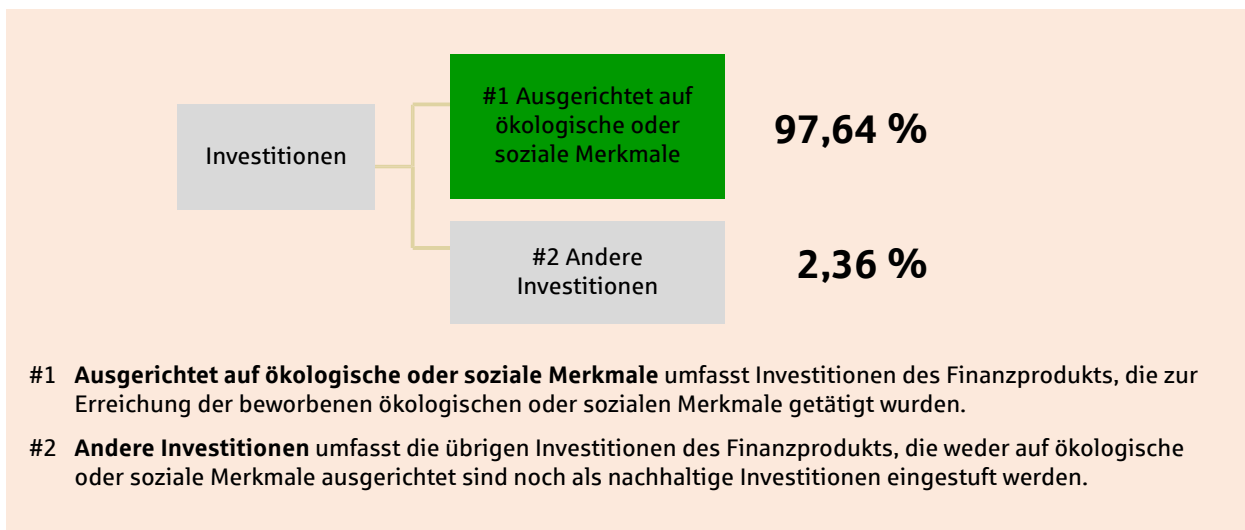 #1 Ausgerichtet auf
ökologische oder
soziale Merkmale
97,64 %
Investitionen
#2 Andere
Investitionen
2,36 %
#1 Ausgerichtet auf ökologische oder soziale Merkmale umfasst Investitionen des Finanzprodukts, die zur
Erreichung der beworbenen ökologischen oder sozialen Merkmale getätigt wurden.
#2 Andere Investitionen umfasst die übrigen Investitionen des Finanzprodukts, die weder auf ökologische
oder soziale Merkmale ausgerichtet sind noch als nachhaltige Investitionen eingestuft werden.